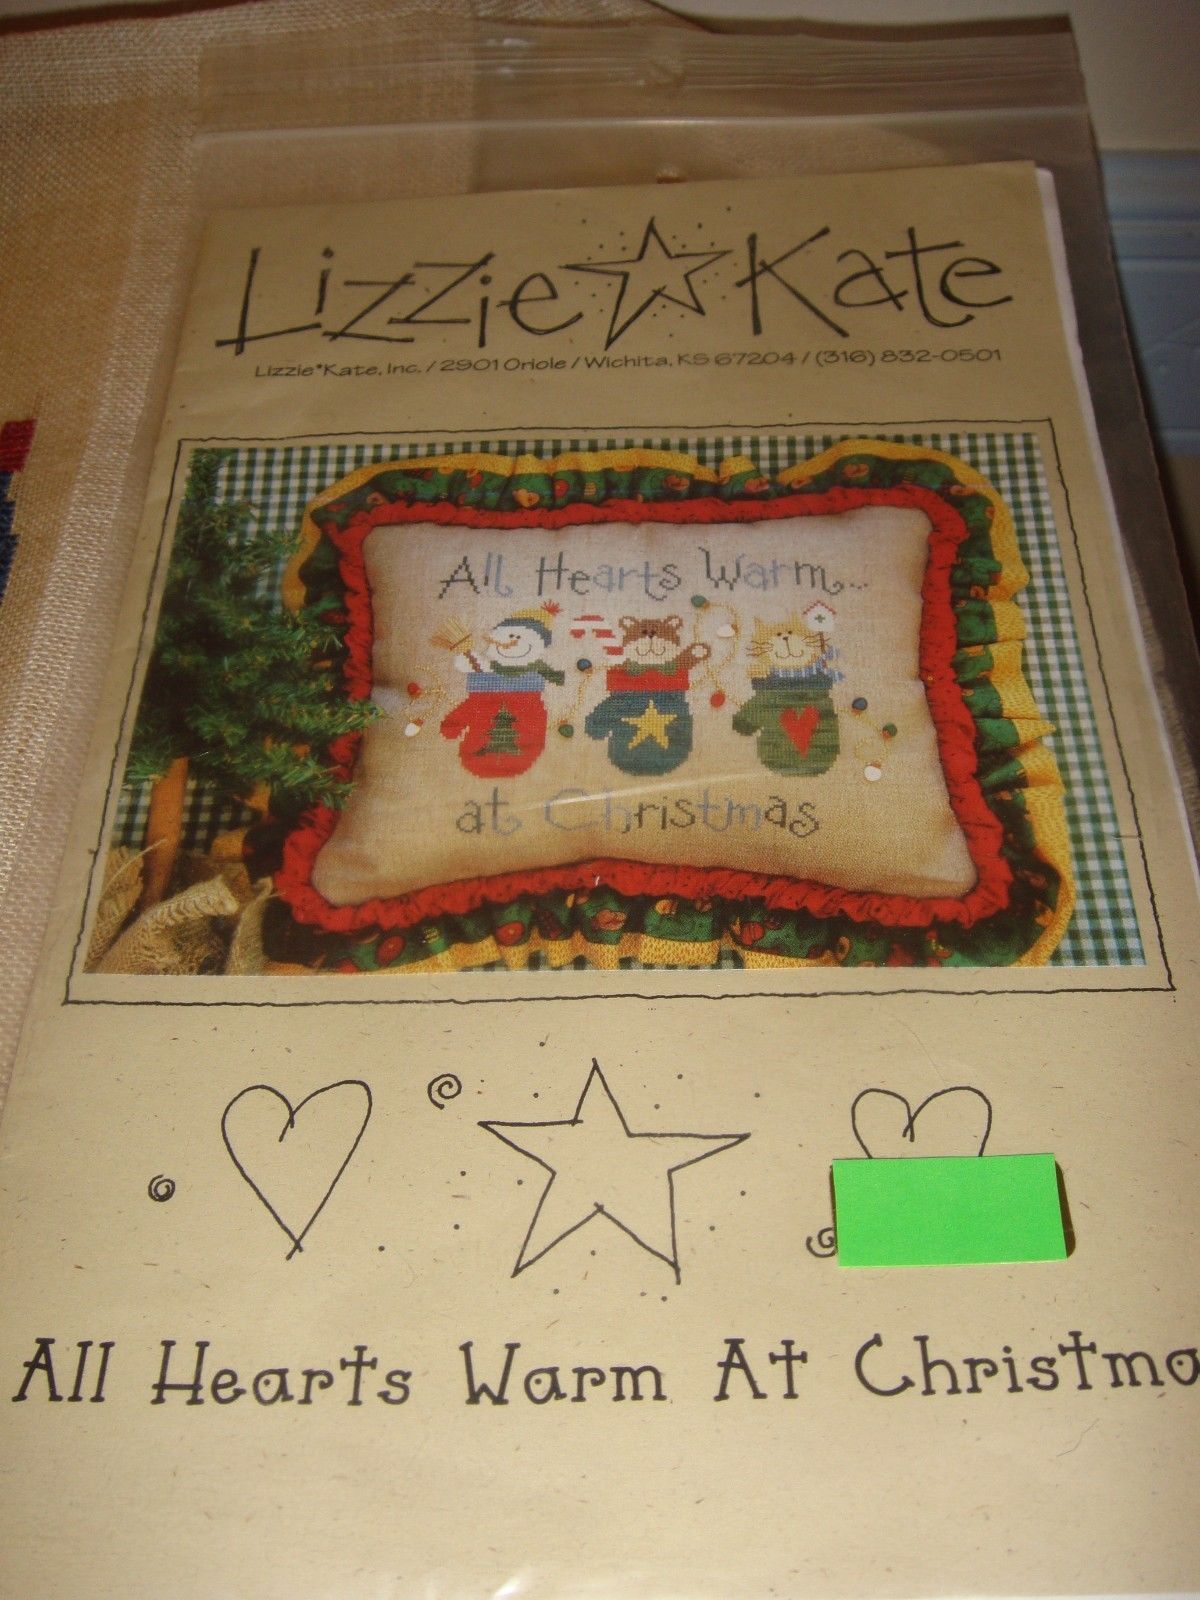 Lizzie Kate
Lizzie*Kate, Inc. / 2901 Oriole / Wichita, KS 67204 / (316) 832-0501
All Hearts Warm...
at Christmas
All Hearts Warm At Christma